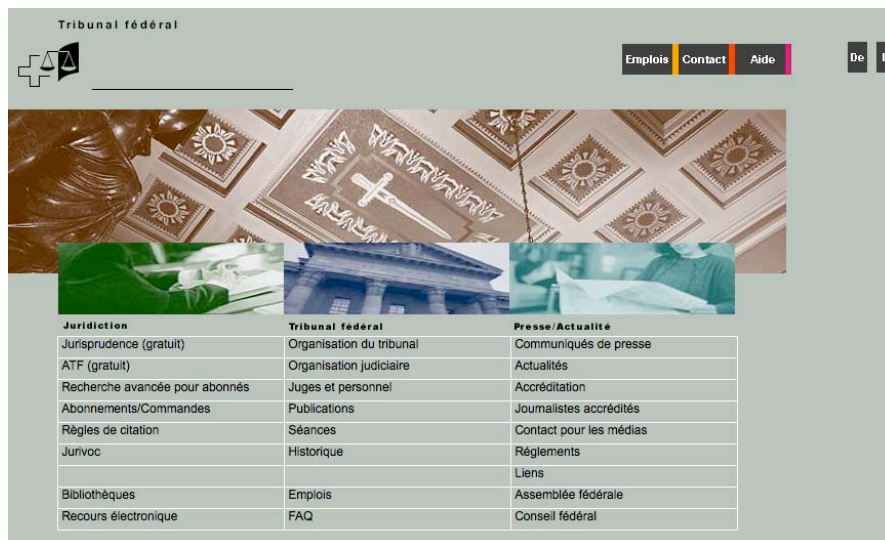 Tribunal fédéral
Emplois Contact Aide De
Juridiction Tribunal fédéral Presse/Actualité
Jurisprudence (gratuit) Organisation du tribunal Communiqués de presse
ATF (gratuit) Organisation judiciaire Actualités
Recherche avancée pour abonnés Juges et personnel Accréditation
Abonnements/Commandes Publications Journalistes accrédités
Règles de citation Séances Contact pour les médias
Jurivoc Historique Réglements
Liens
Bibliothèques Emplois Assemblée fédérale
Recours électronique FAQ Conseil fédéral